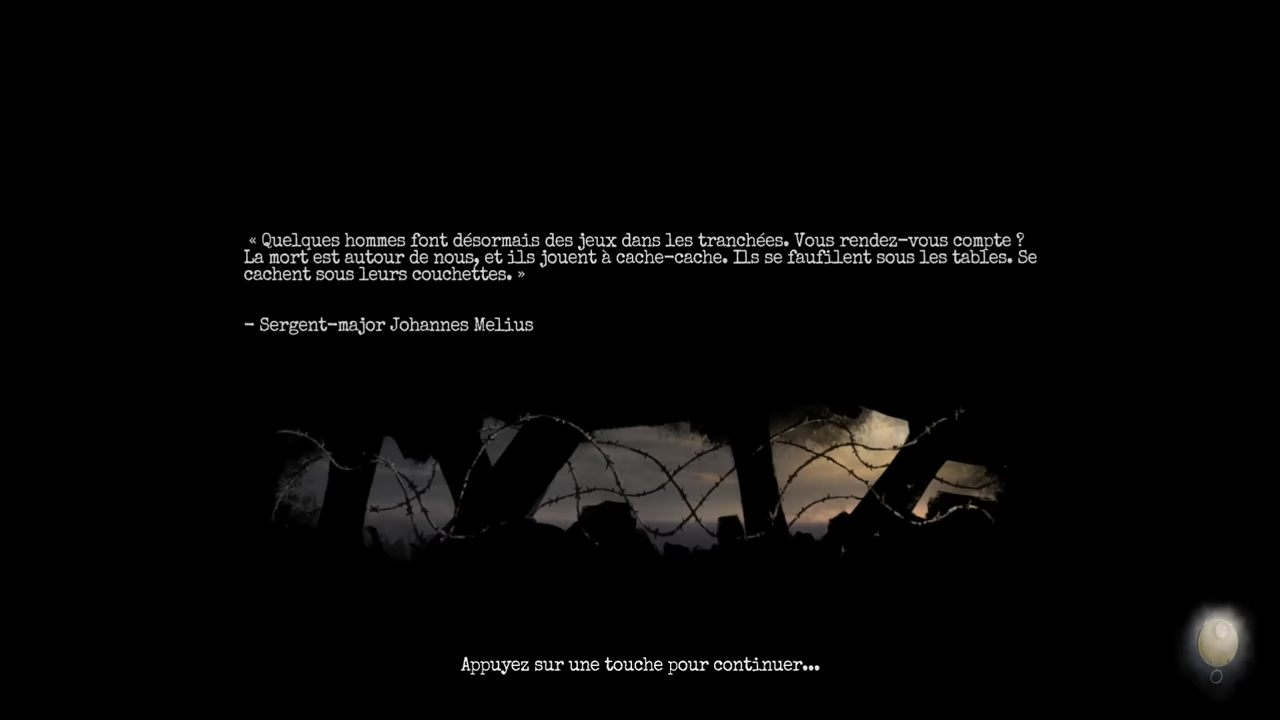 « Quelques hommes font désormais des jeux dans les tranchées. Vous rendez-vous compte ?
La mort est autour de nous, et ils jouent à cache-cache. Ils se faufilent sous les tables. Se
cachent sous leurs couchettes. »
- Sergent-major Johannes Melius
Appuyez sur une touche pour continuer...